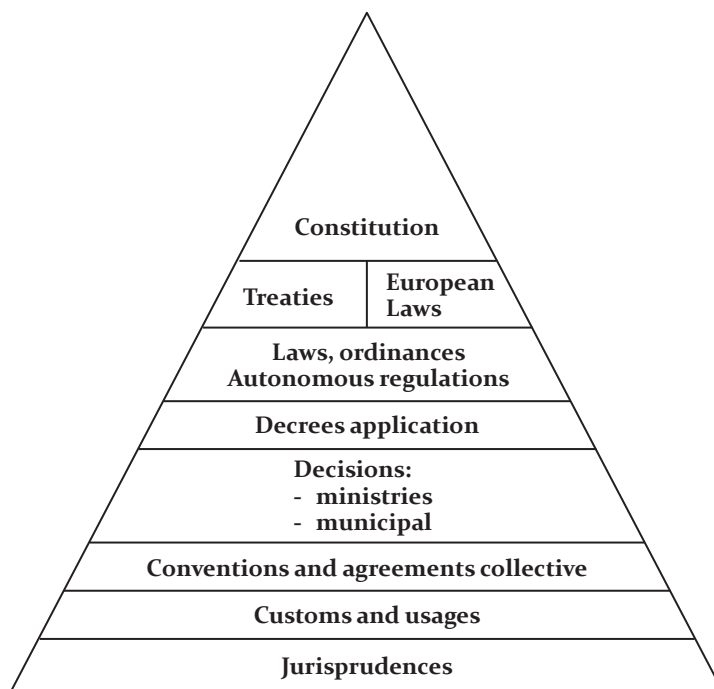 Constitution
Treaties
European
Laws
Laws, ordinances
Autonomous regulations
Decrees application
Decisions:
- ministries
- municipal
Conventions and agreements collective
Customs and usages
Jurisprudences